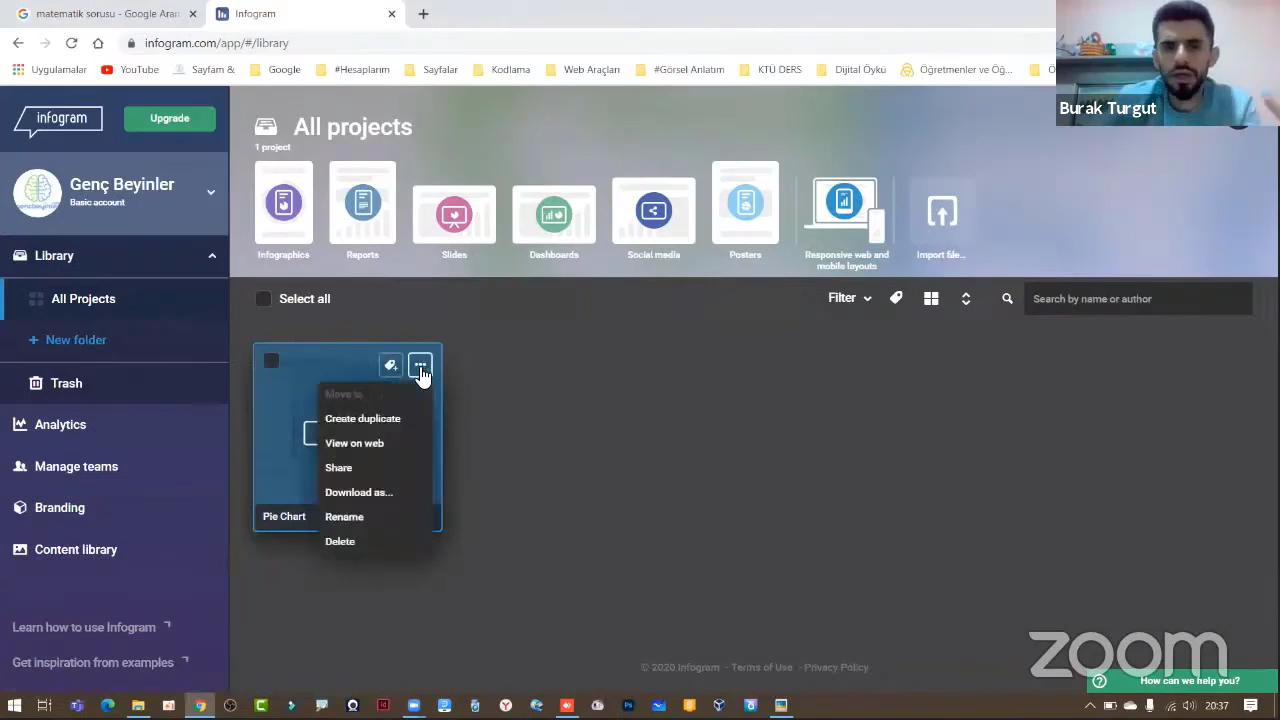 matematik sorusu - Google Aram
Infogram
infogram.com/app/#/library
Uygulamalar
YouTube
Sayfam &
Google
#Hesaplarım
Sayfalar
Kodlama
Web Araçları
#Görsel Anlatım
KTÜ DERS
Dijital Öykü
Öğretmenler ve Öğ...
Burak Turgut
infogram
Upgrade
Genç Beyinler
Basic account
All projects
1 project
Infographics
Reports
Slides
Dashboards
Social media
Posters
Responsive web and
mobile layouts
Import file...
Library
All Projects
+ New folder
Trash
Analytics
Manage teams
Branding
Content library
Learn how to use Infogram
Get inspiration from examples
Select all
Filter
Search by name or author
Move to
Create duplicate
View on web
Share
Download as...
Rename
Delete
Pie Chart
© 2020 Infogram - Terms of Use - Privacy Policy
zoom
How can we help you?
20:37